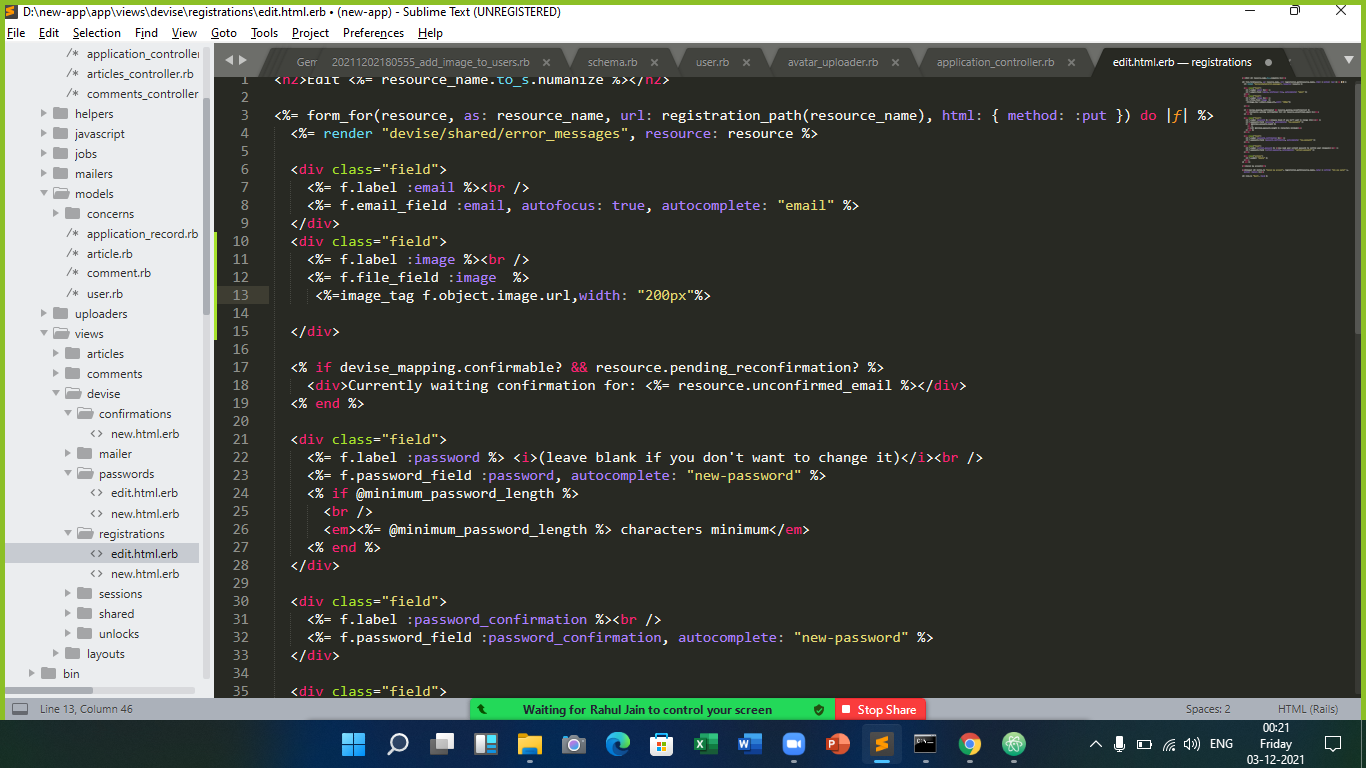 D:\new-app\app\views\devise\registrations\edit.html.erb • (new-app) - Sublime Text (UNREGISTERED)
File Edit Selection Find View Goto Tools Project Preferences Help
Gem 20211202180555_add_image_to_users.rb schema.rb user.rb avatar_uploader.rb application_controller.rb edit.html.erb — registrations
/* application_controller
/* articles_controller.rb
/* comments_controller
helpers
javascript
jobs
mailers
models
concerns
/* application_record.rb
/* article.rb
/* comment.rb
/* user.rb
uploaders
views
articles
comments
devise
confirmations
<> new.html.erb
mailer
passwords
<> edit.html.erb
<> new.html.erb
registrations
<> edit.html.erb
<> new.html.erb
sessions
shared
unlocks
layouts
bin
1 <h2>Edit <%= resource_name.to_s.humanize %></h2>
2
3 <%= form_for(resource, as: resource_name, url: registration_path(resource_name), html: { method: :put }) do |f| %>
4 <%= render "devise/shared/error_messages", resource: resource %>
5
6 <div class="field">
7 <%= f.label :email %><br />
8 <%= f.email_field :email, autofocus: true, autocomplete: "email" %>
9 </div>
10 <div class="field">
11 <%= f.label :image %><br />
12 <%= f.file_field :image  %>
13 <%=image_tag f.object.image.url,width: "200px"%>
14
15 </div>
16
17 <% if devise_mapping.confirmable? && resource.pending_reconfirmation? %>
18 <div>Currently waiting confirmation for: <%= resource.unconfirmed_email %></div>
19 <% end %>
20
21 <div class="field">
22 <%= f.label :password %> <i>(leave blank if you don't want to change it)</i><br />
23 <%= f.password_field :password, autocomplete: "new-password" %>
24 <% if @minimum_password_length %>
25 <br />
26 <em><%= @minimum_password_length %> characters minimum</em>
27 <% end %>
28 </div>
29
30 <div class="field">
31 <%= f.label :password_confirmation %><br />
32 <%= f.password_field :password_confirmation, autocomplete: "new-password" %>
33 </div>
34
35 <div class="field">
Line 13, Column 46
Waiting for Rahul Jain to control your screen
Stop Share
Spaces: 2
HTML (Rails)
ENG
00:21
Friday
03-12-2021